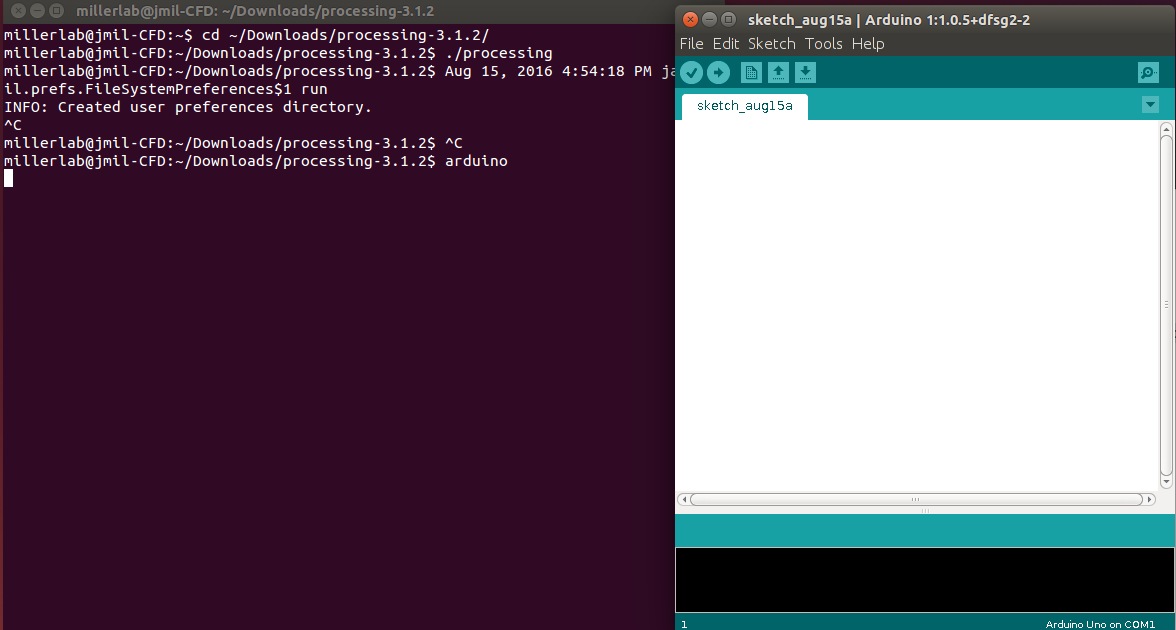 millerlab@jmil-CFD: ~/Downloads/processing-3.1.2
millerlab@jmil-CFD:~$ cd ~/Downloads/processing-3.1.2/
millerlab@jmil-CFD:~/Downloads/processing-3.1.2$ ./processing
millerlab@jmil-CFD:~/Downloads/processing-3.1.2$ Aug 15, 2016 4:54:18 PM ja
il.prefs.FileSystemPreferences$1 run
INFO: Created user preferences directory.
^C
millerlab@jmil-CFD:~/Downloads/processing-3.1.2$ ^C
millerlab@jmil-CFD:~/Downloads/processing-3.1.2$ arduino
sketch_aug15a | Arduino 1:1.0.5+dfsg2-2
File Edit Sketch Tools Help
sketch_aug15a
1
Arduino Uno on COM1